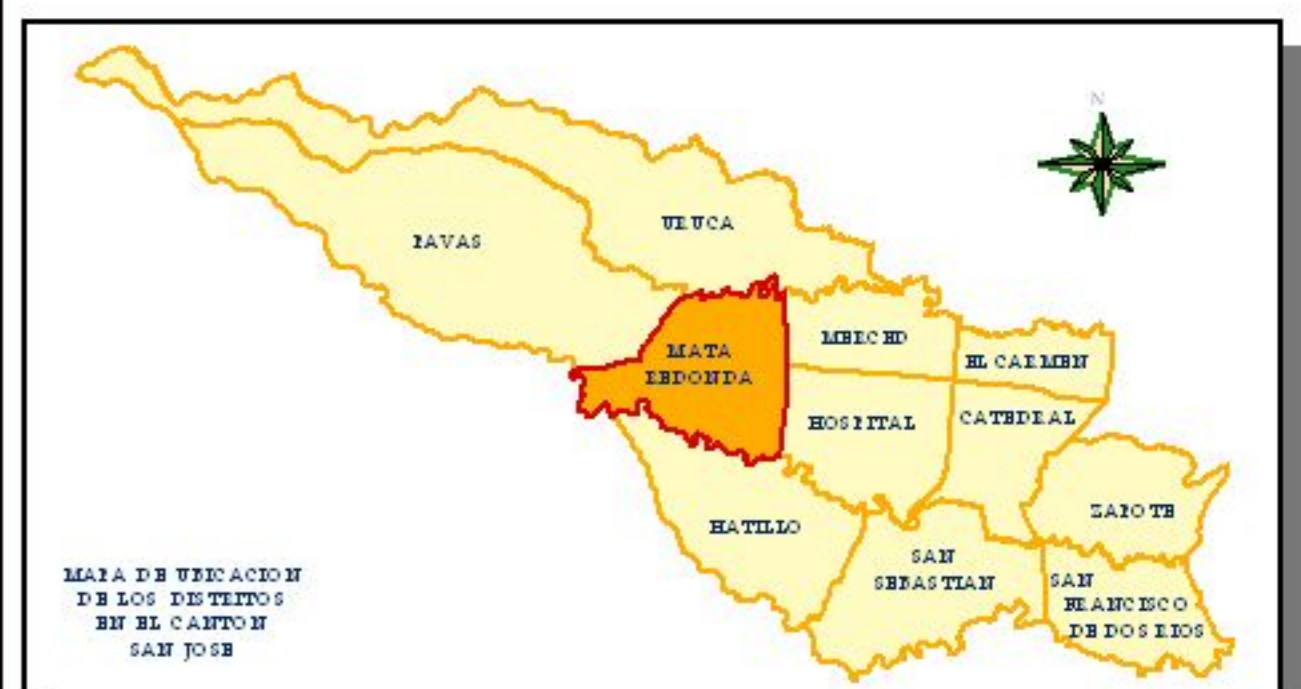 N
URUCA
PAVAS
MERCED
MATA
REDONDA
EL CARMEN
HOSPITAL
CATEDRAL
ZAPOTE
HATILLO
SAN
SEBASTIAN
SAN
FRANCISCO
DE DOS RIOS
MAPA DE UBICACION
DE LOS DISTRITOS
EN EL CANTON
SAN JOSE